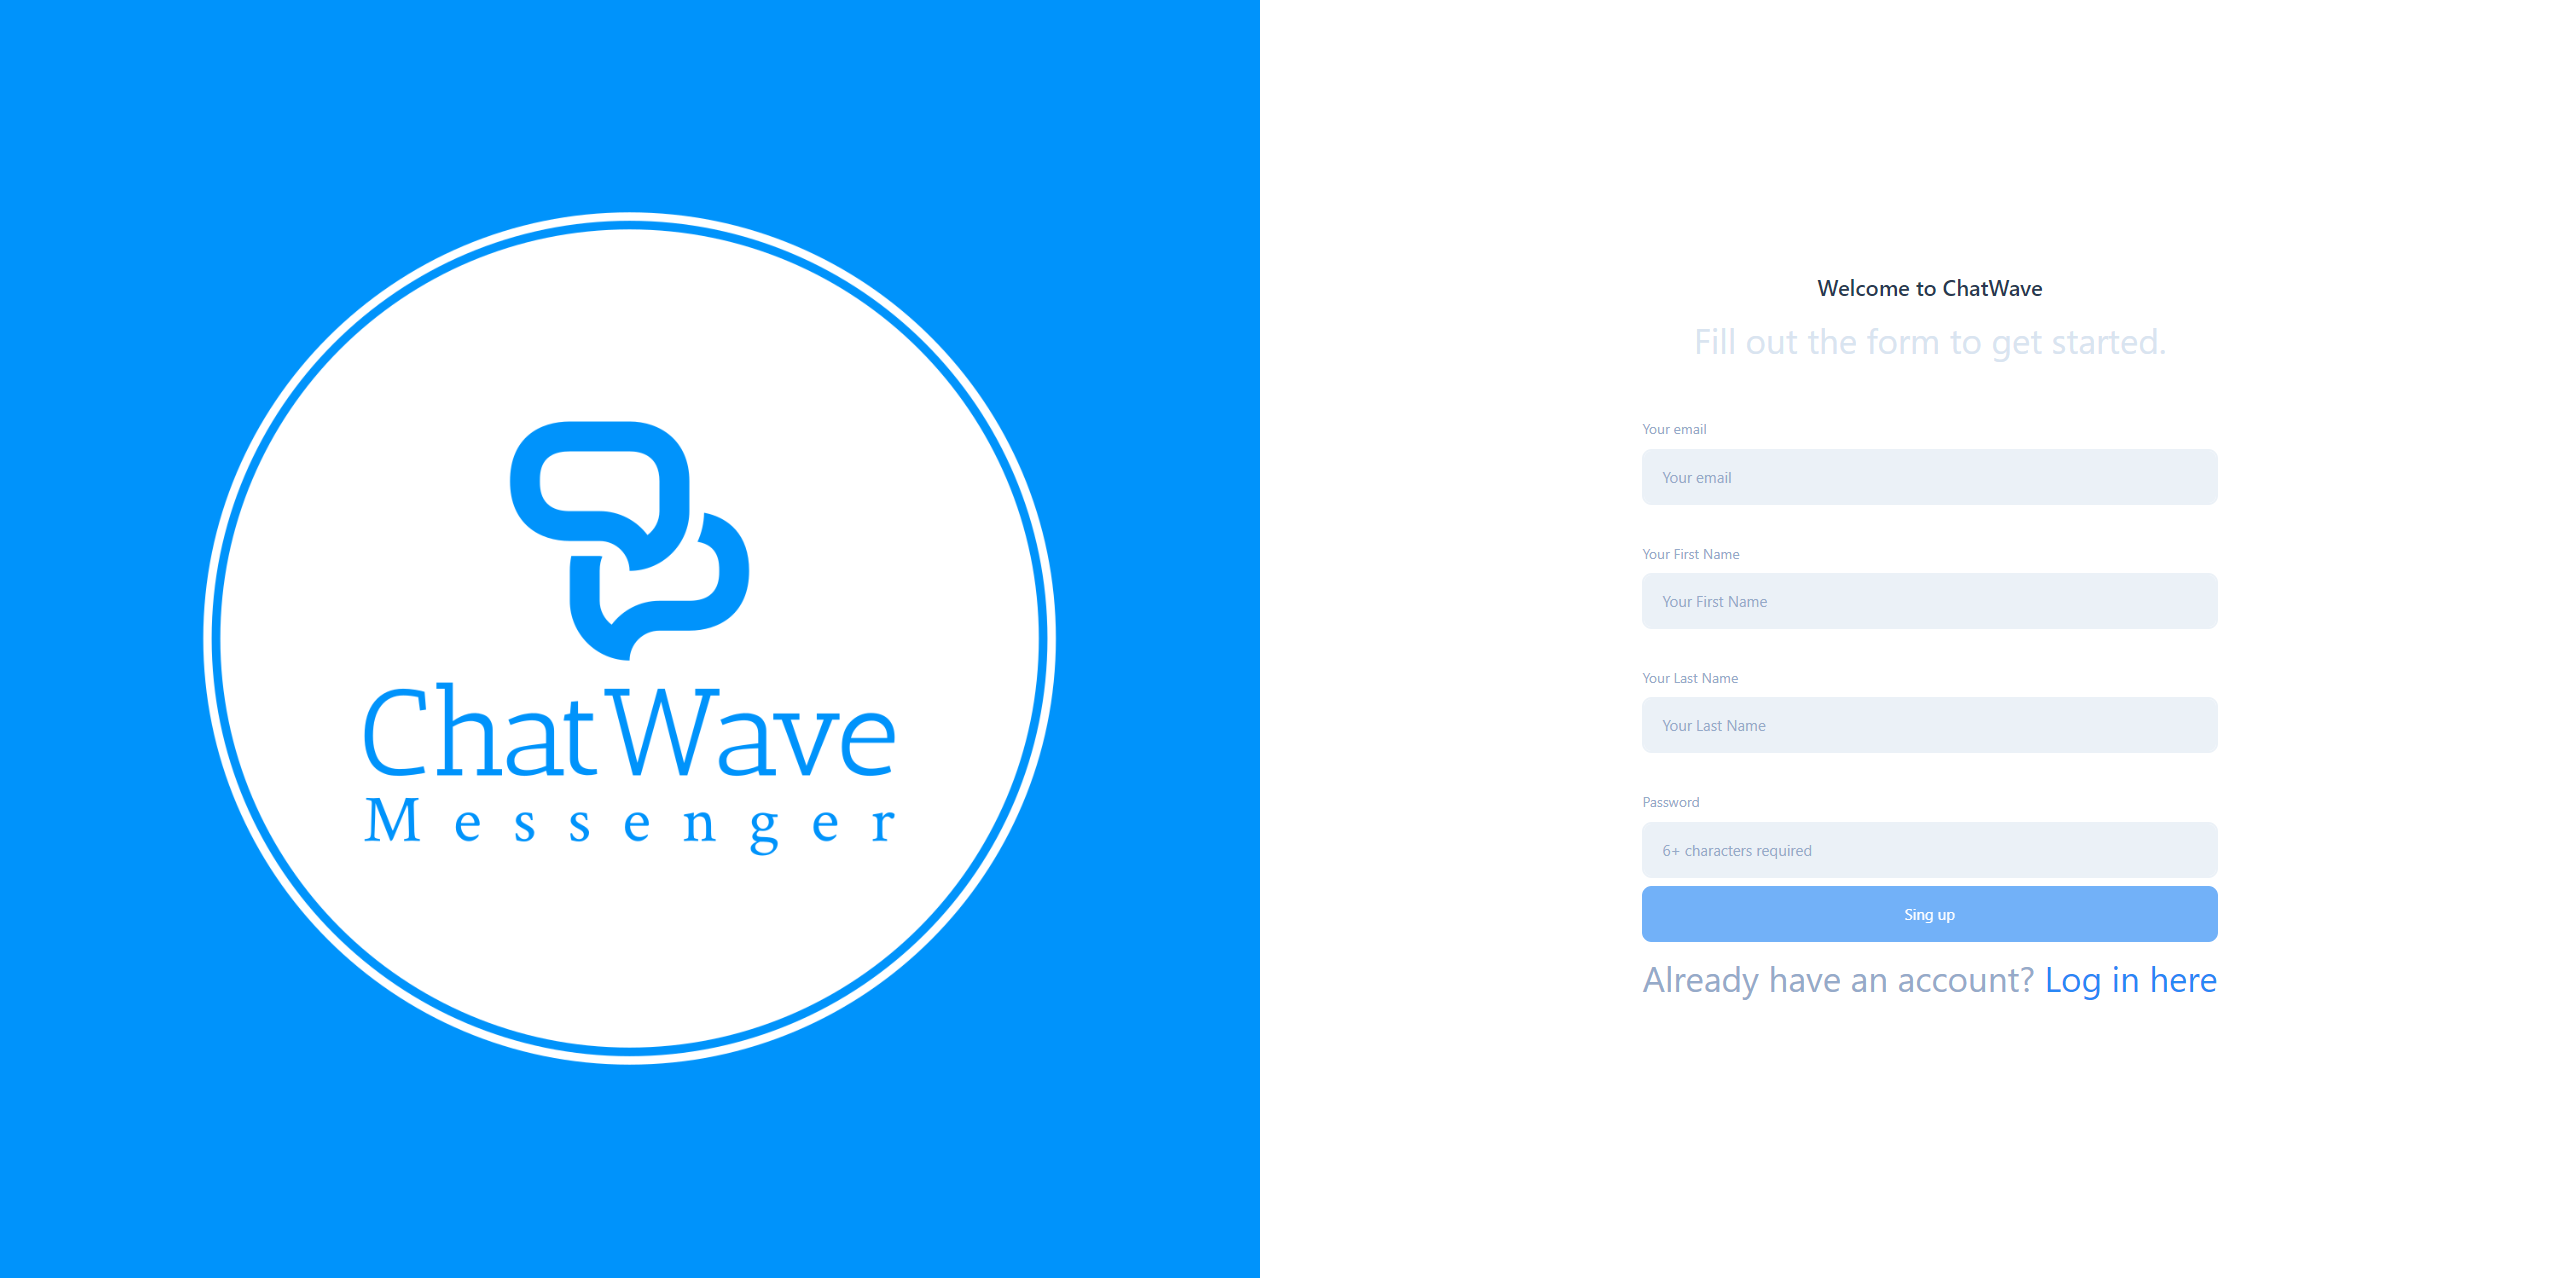 ChatWave
Messenger
Welcome to ChatWave
Fill out the form to get started.
Your email
Your email
Your First Name
Your First Name
Your Last Name
Your Last Name
Password
6+ characters required
Sing up
Already have an account? Log in here